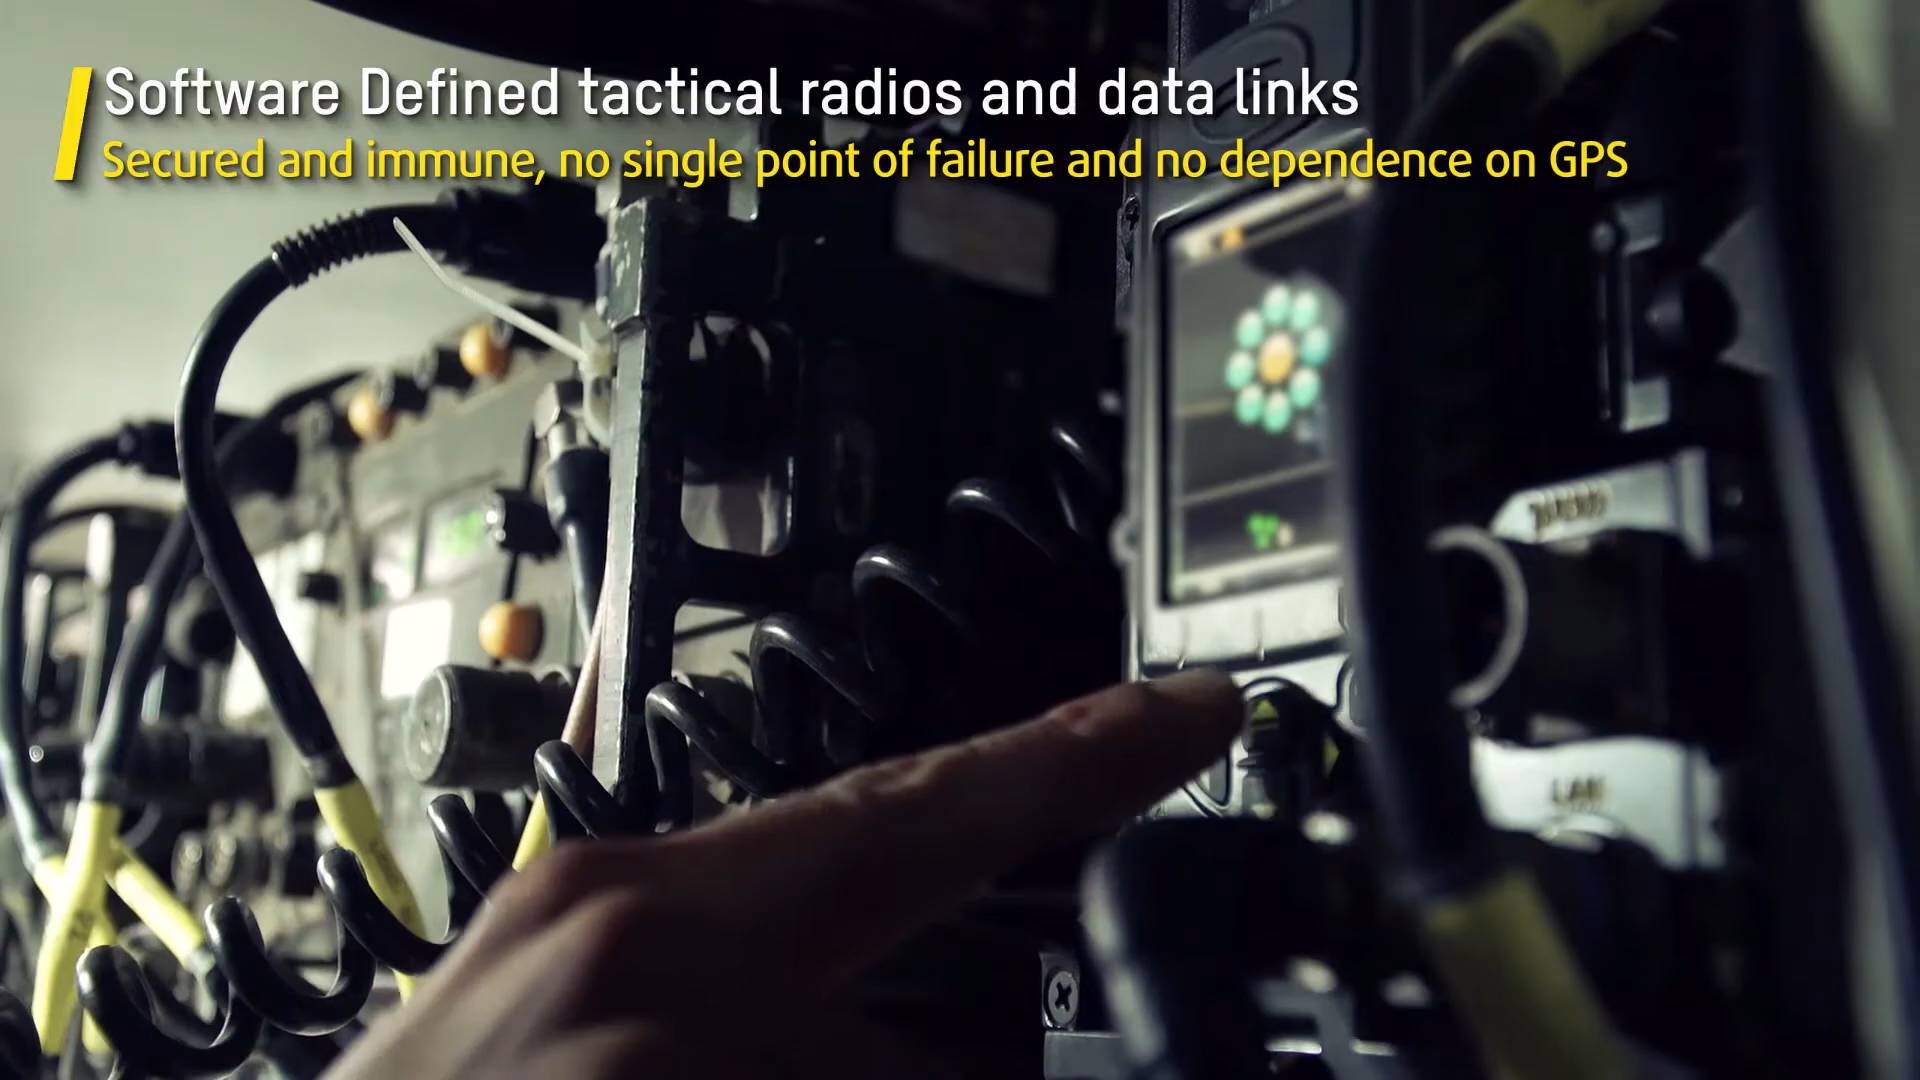 Software Defined tactical radios and data links
Secured and immune, no single point of failure and no dependence on GPS
LAN